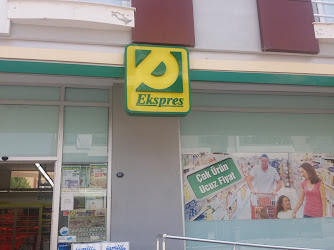 Ekspres
Çok Ürün
Ucuz Fiyat